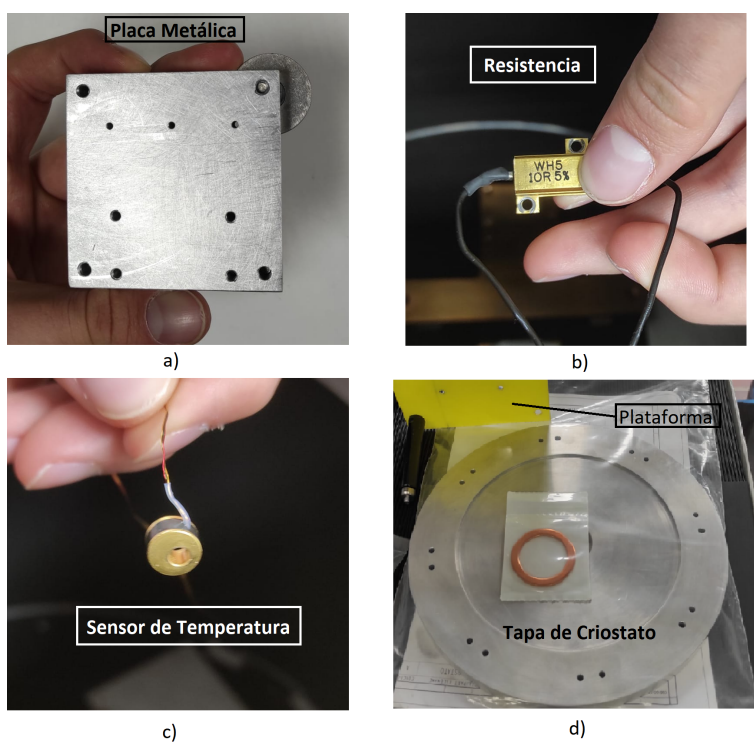 Placa Metálica
a)
Resistencia
WH5
10R 5%
b)
Sensor de Temperatura
c)
Plataforma
Tapa de Criostato
d)